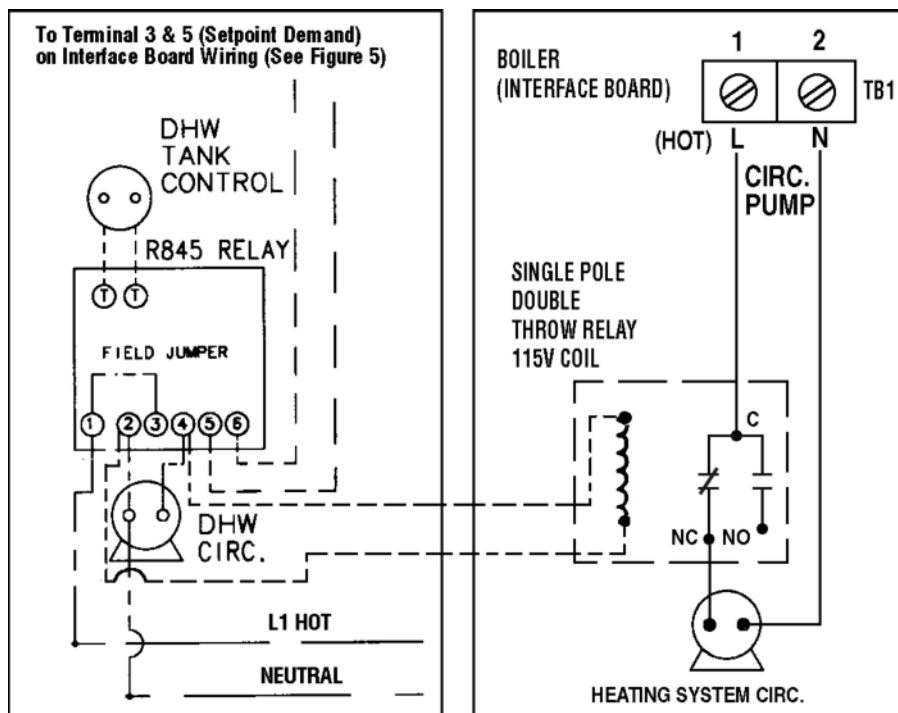 To Terminal 3 & 5 (Setpoint Demand)
on Interface Board Wiring (See Figure 5)
DHW
TANK
CONTROL
R845 RELAY
T T
FIELD JUMPER
1 2 3 4 5 6
DHW
CIRC.
L1 HOT
NEUTRAL
1 2
BOILER
(INTERFACE BOARD)
TB1
(HOT) L N
CIRC.
PUMP
SINGLE POLE
DOUBLE
THROW RELAY
115V COIL
C
NC NO
HEATING SYSTEM CIRC.